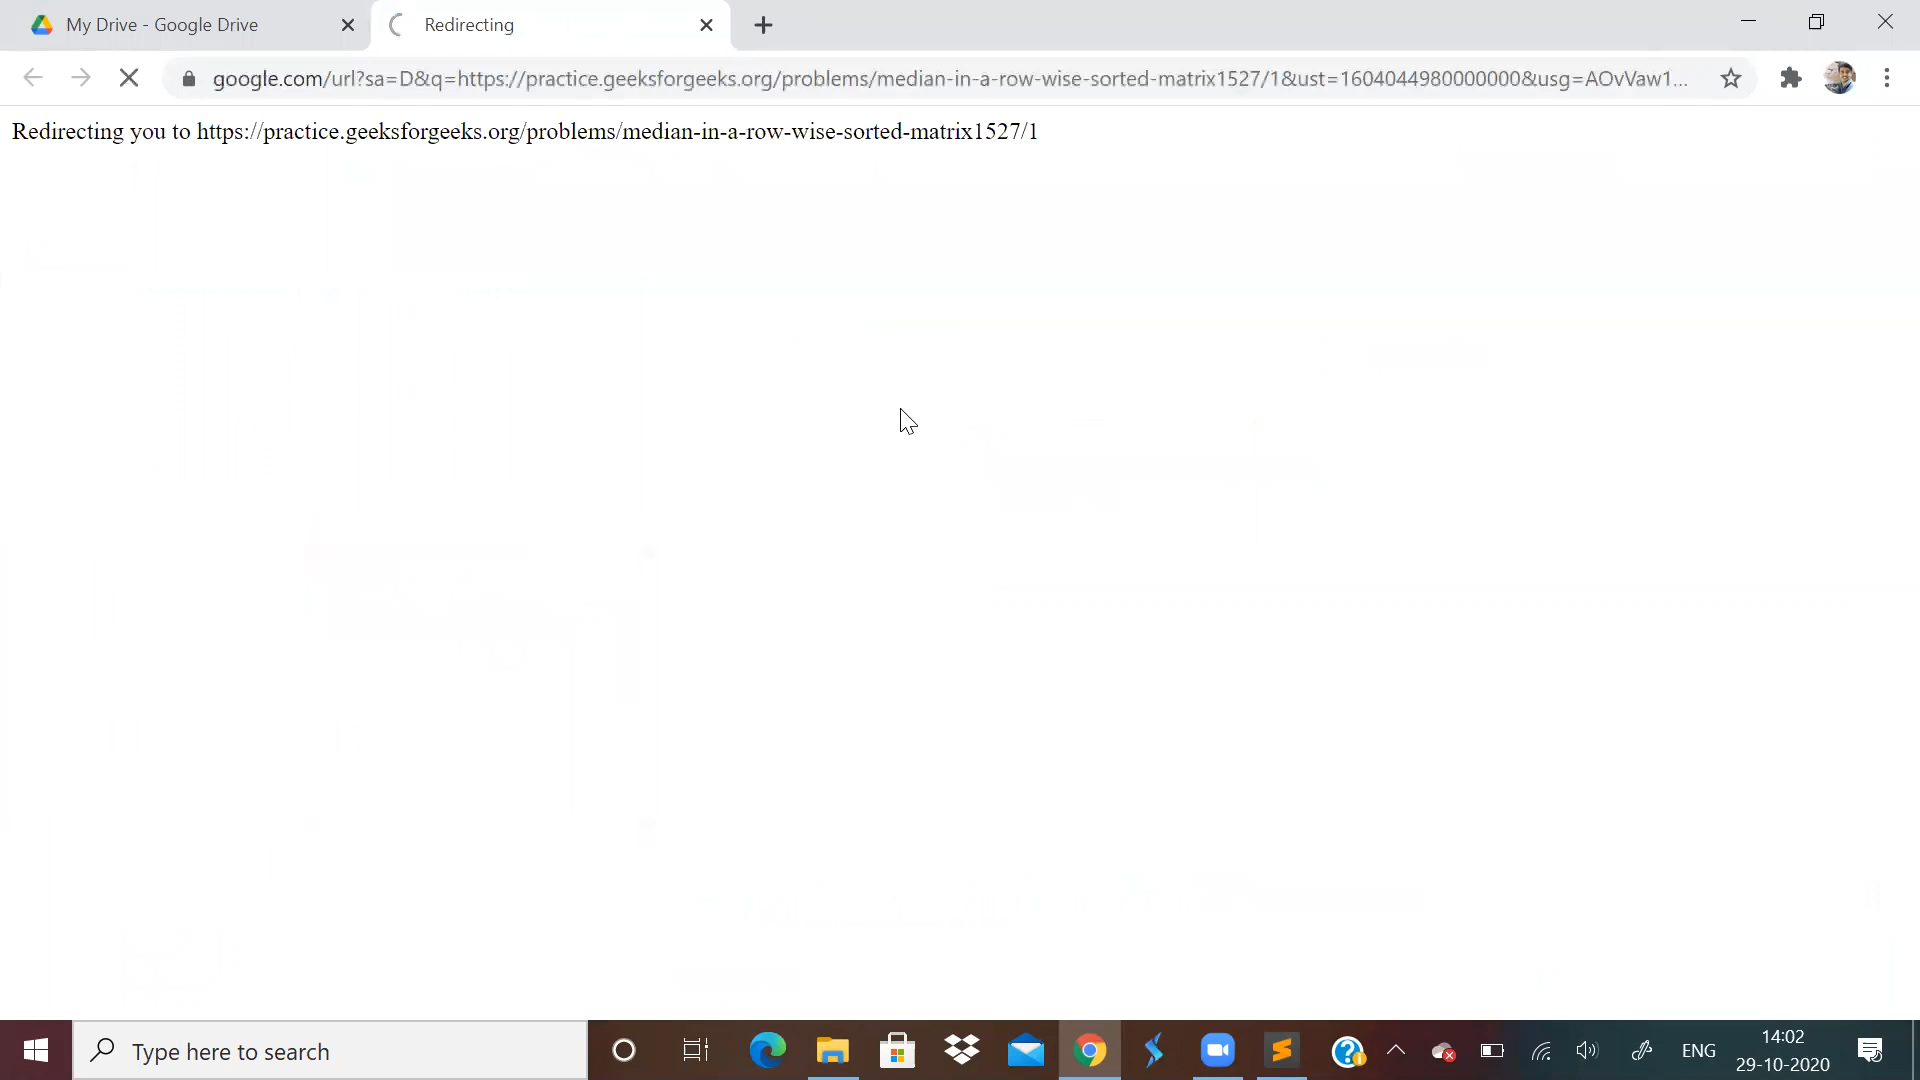 My Drive - Google Drive
Redirecting
google.com/url?sa=D&q=https://practice.geeksforgeeks.org/problems/median-in-a-row-wise-sorted-matrix1527/1&ust=1604044980000000&usg=AOvVaw1...
Redirecting you to https://practice.geeksforgeeks.org/problems/median-in-a-row-wise-sorted-matrix1527/1
Type here to search
ENG
14:02
29-10-2020